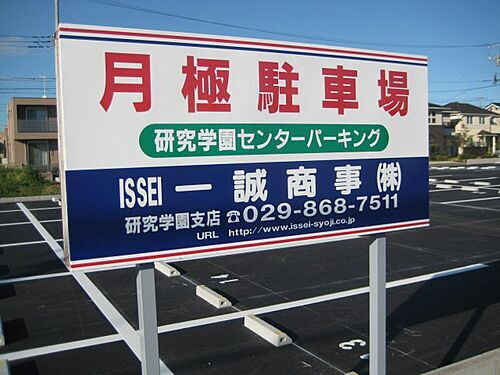 月極駐車場
研究学園センターパーキング
ISSEI 一誠商事㈱
研究学園支店 ☎029-868-7511
URL http://www.issei-syoji.co.jp